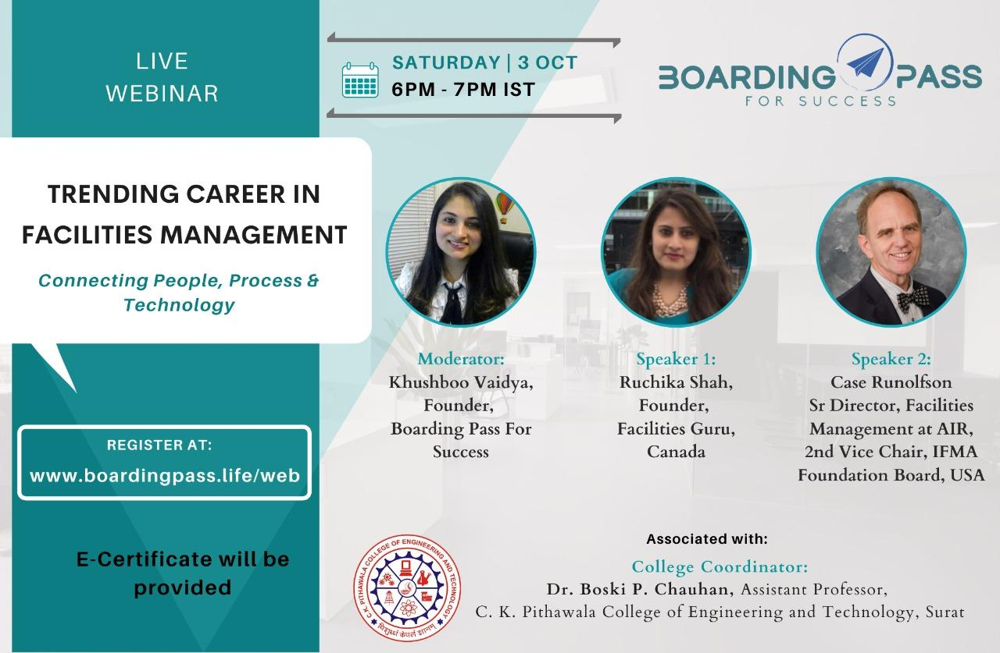 LIVE
WEBINAR
SATURDAY | 3 OCT
6PM - 7PM IST
BOARDING PASS
FOR SUCCESS
TRENDING CAREER IN
FACILITIES MANAGEMENT
Connecting People, Process &
Technology
REGISTER AT:
www.boardingpass.life/web
E-Certificate will be
provided
Moderator:
Khushboo Vaidya,
Founder,
Boarding Pass For
Success
Speaker 1:
Ruchika Shah,
Founder,
Facilities Guru,
Canada
Speaker 2:
Case Runolfson
Sr Director, Facilities
Management at AIR,
2nd Vice Chair, IFMA
Foundation Board, USA
C.K. PITHAWALA COLLEGE OF ENGINEERING AND TECHNOLOGY
Associated with:
College Coordinator:
Dr. Boski P. Chauhan, Assistant Professor,
C. K. Pithawala College of Engineering and Technology, Surat